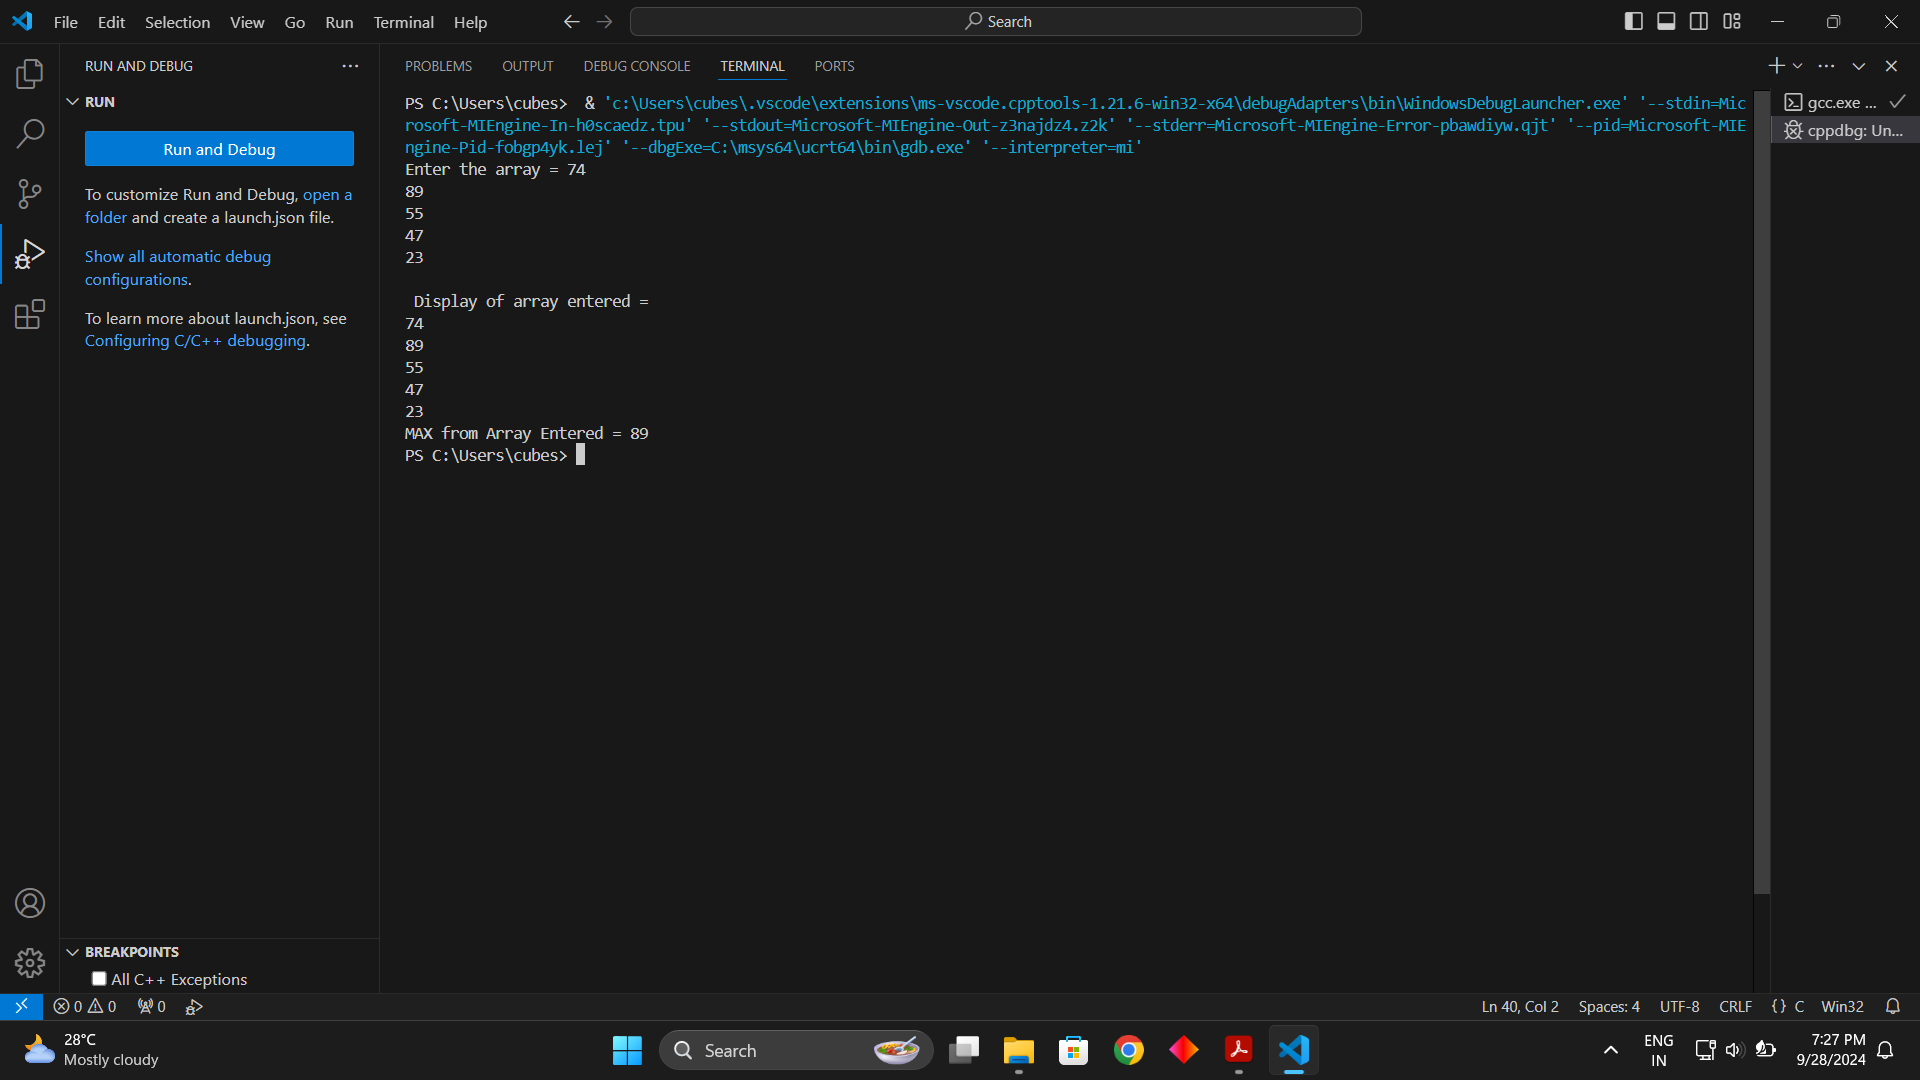 File Edit Selection View Go Run Terminal Help
Search
RUN AND DEBUG
RUN
Run and Debug
To customize Run and Debug, open a
folder and create a launch.json file.
Show all automatic debug
configurations.
To learn more about launch.json, see
Configuring C/C++ debugging.
PROBLEMS OUTPUT DEBUG CONSOLE TERMINAL PORTS
PS C:\Users\cubes>  & 'c:\Users\cubes\.vscode\extensions\ms-vscode.cpptools-1.21.6-win32-x64\debugAdapters\bin\WindowsDebugLauncher.exe' '--stdin=Mic
rosoft-MIEngine-In-h0scaedz.tpu' '--stdout=Microsoft-MIEngine-Out-z3najdz4.z2k' '--stderr=Microsoft-MIEngine-Error-pbawdiyw.qjt' '--pid=Microsoft-MIE
ngine-Pid-fobgp4yk.lej' '--dbgExe=C:\msys64\ucrt64\bin\gdb.exe' '--interpreter=mi'
Enter the array = 74
89
55
47
23
Display of array entered =
74
89
55
47
23
MAX from Array Entered = 89
PS C:\Users\cubes>
gcc.exe ...
cppdbg: Un...
BREAKPOINTS
All C++ Exceptions
0 0 0
Ln 40, Col 2 Spaces: 4 UTF-8 CRLF {} C Win32
28°C
Mostly cloudy
Search
ENG
IN
7:27 PM
9/28/2024